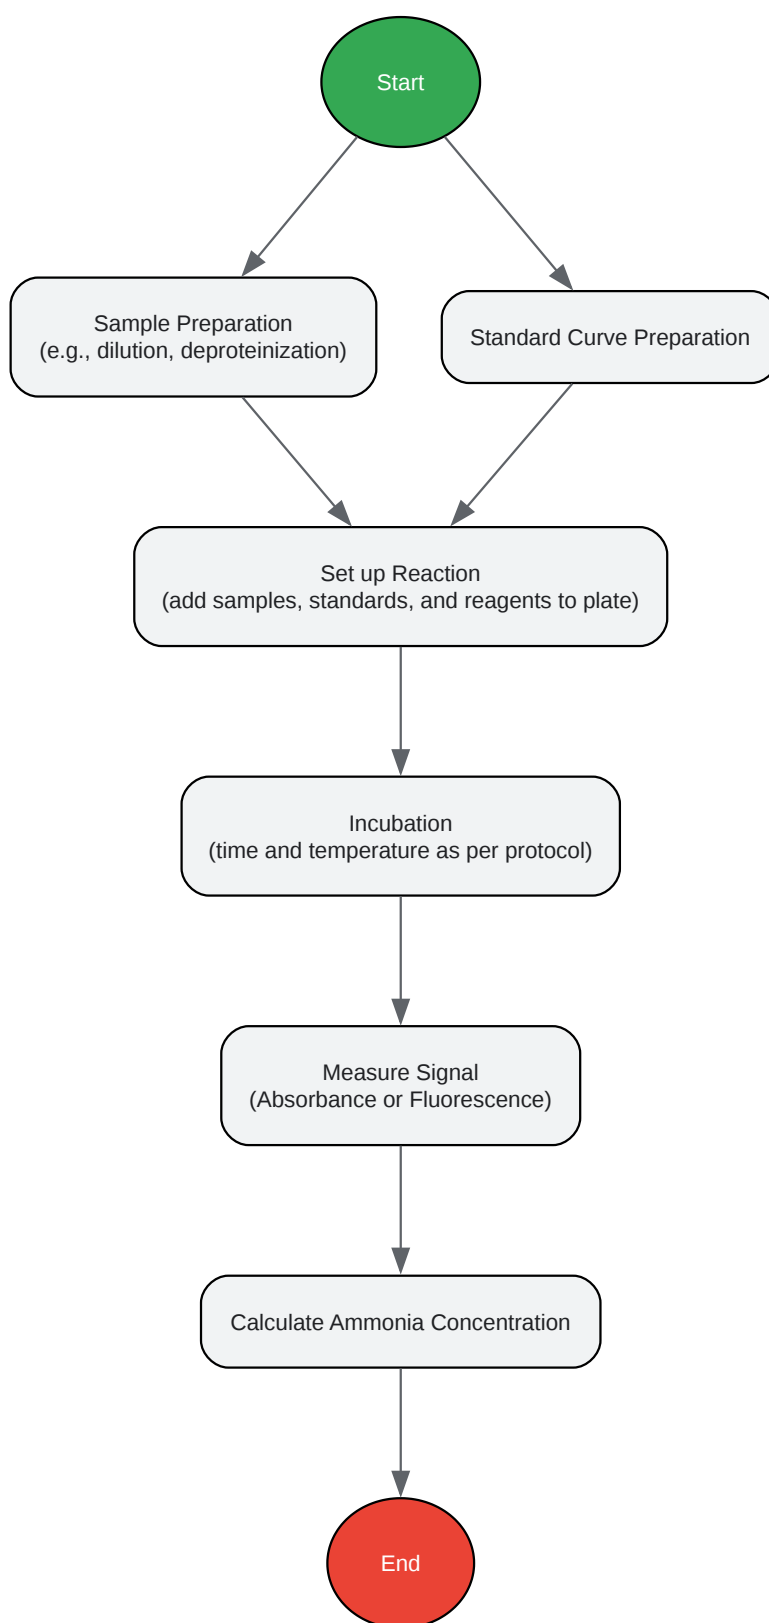 Start
Sample Preparation
(e.g., dilution, deproteinization)
Standard Curve Preparation
Set up Reaction
(add samples, standards, and reagents to plate)
Incubation
(time and temperature as per protocol)
Measure Signal
(Absorbance or Fluorescence)
Calculate Ammonia Concentration
End